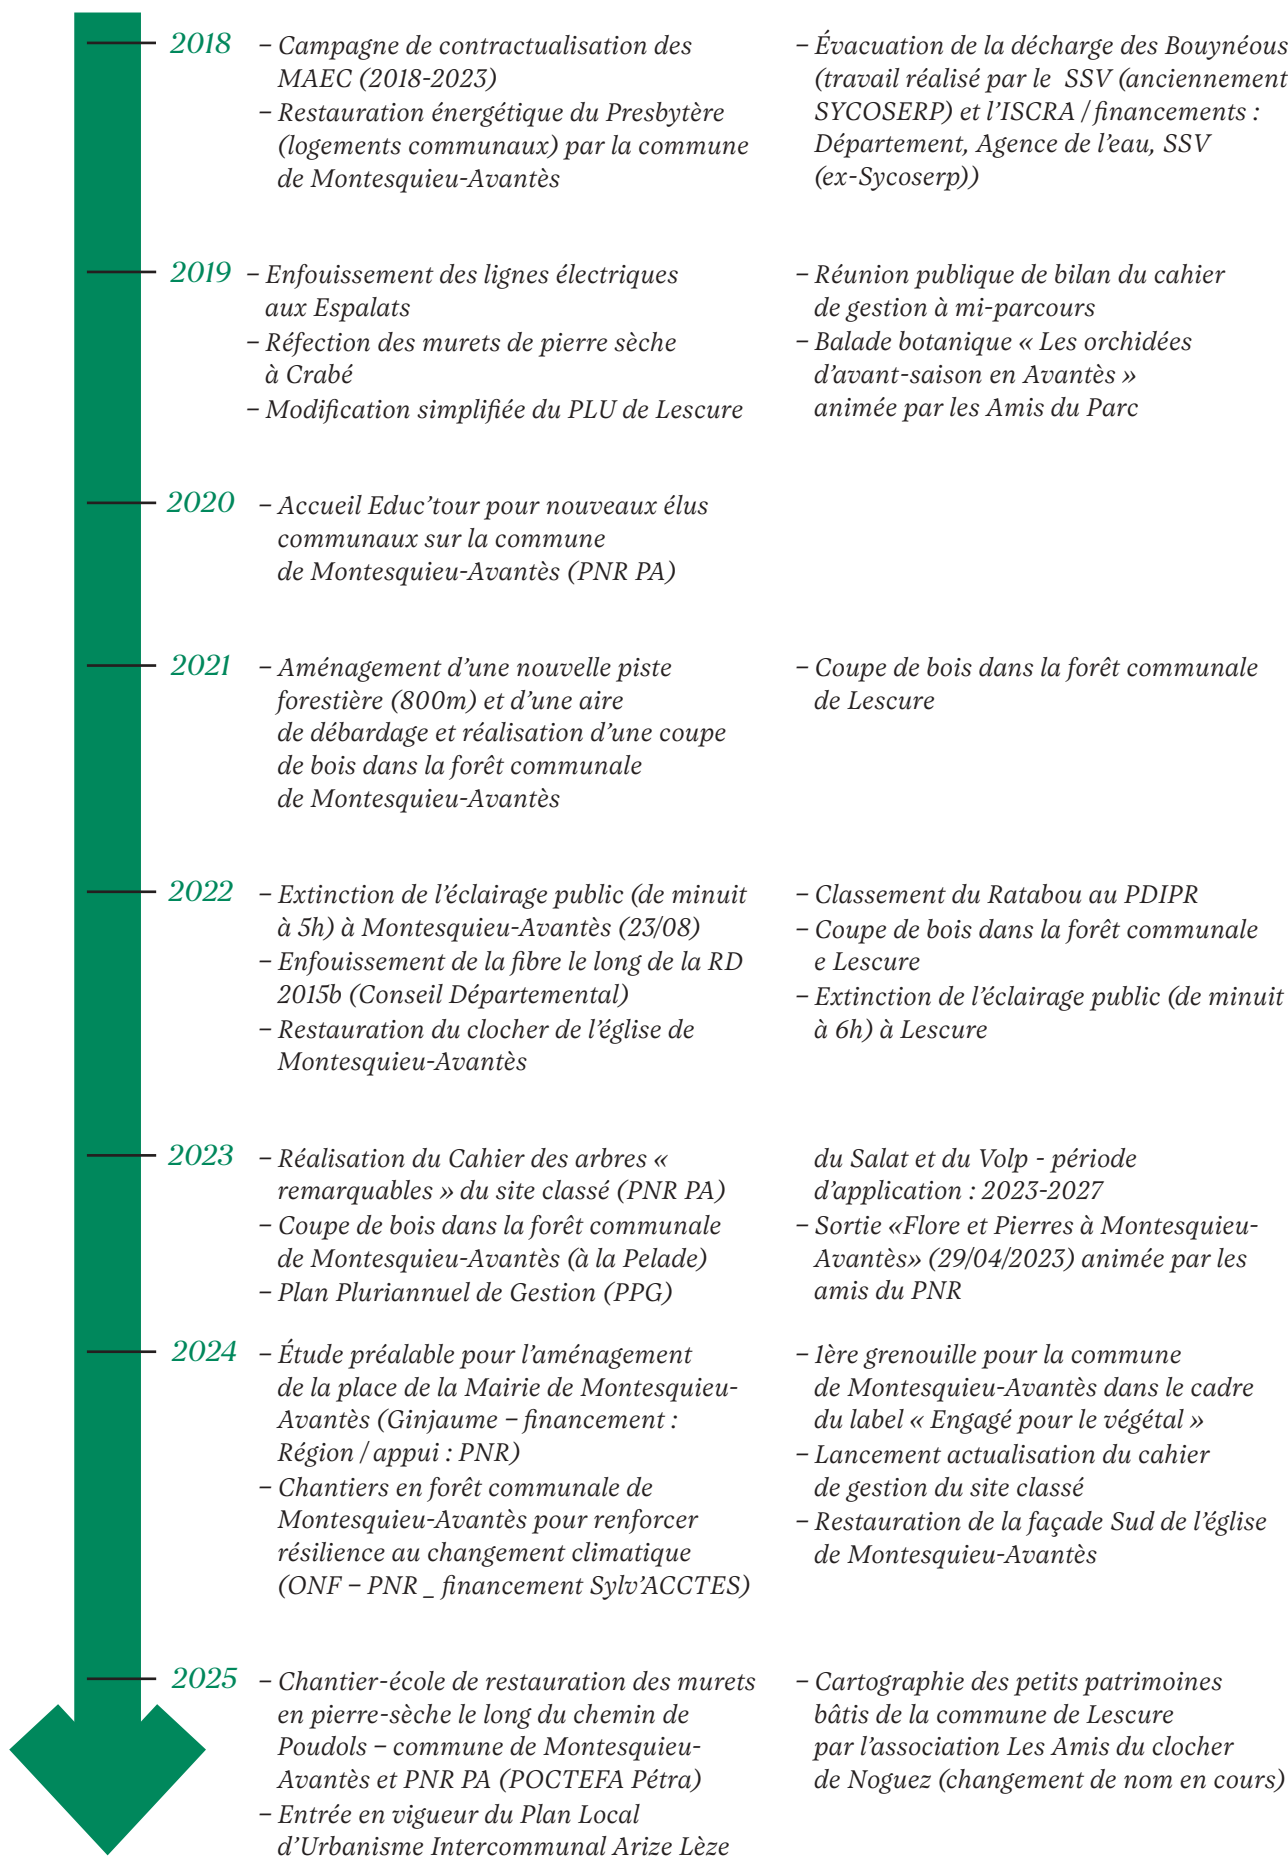 2018
– Campagne de contractualisation des
MAEC (2018-2023)
– Restauration énergétique du Presbytère
(logements communaux) par la commune
de Montesquieu-Avantès
– Évacuation de la décharge des Bouynéous
(travail réalisé par le SSV (anciennement
SYCOSERP) et l’ISCRA / financements :
Département, Agence de l’eau, SSV
(ex-Sycoserp))
2019
– Enfouissement des lignes électriques
aux Espalats
– Réfection des murets de pierre sèche
à Crabé
– Modification simplifiée du PLU de Lescure
– Réunion publique de bilan du cahier
de gestion à mi-parcours
– Balade botanique « Les orchidées
d’avant-saison en Avantès »
animée par les Amis du Parc
2020
– Accueil Educ’tour pour nouveaux élus
communaux sur la commune
de Montesquieu-Avantès (PNR PA)
2021
– Aménagement d’une nouvelle piste
forestière (800m) et d’une aire
de débardage et réalisation d’une coupe
de bois dans la forêt communale
de Montesquieu-Avantès
– Coupe de bois dans la forêt communale
de Lescure
2022
– Extinction de l’éclairage public (de minuit
à 5h) à Montesquieu-Avantès (23/08)
– Enfouissement de la fibre le long de la RD
2015b (Conseil Départemental)
– Restauration du clocher de l’église de
Montesquieu-Avantès
– Classement du Ratabou au PDIPR
– Coupe de bois dans la forêt communale
e Lescure
– Extinction de l’éclairage public (de minuit
à 6h) à Lescure
2023
– Réalisation du Cahier des arbres «
remarquables » du site classé (PNR PA)
– Coupe de bois dans la forêt communale
de Montesquieu-Avantès (à la Pelade)
– Plan Pluriannuel de Gestion (PPG)
du Salat et du Volp - période
d’application : 2023-2027
– Sortie «Flore et Pierres à Montesquieu-
Avantès» (29/04/2023) animée par les
amis du PNR
2024
– Étude préalable pour l’aménagement
de la place de la Mairie de Montesquieu-
Avantès (Ginjaume – financement :
Région / appui : PNR)
– Chantiers en forêt communale de
Montesquieu-Avantès pour renforcer
résilience au changement climatique
(ONF – PNR _ financement Sylv’ACCTES)
– 1ère grenouille pour la commune
de Montesquieu-Avantès dans le cadre
du label « Engagé pour le végétal »
– Lancement actualisation du cahier
de gestion du site classé
– Restauration de la façade Sud de l’église
de Montesquieu-Avantès
2025
– Chantier-école de restauration des murets
en pierre-sèche le long du chemin de
Poudols – commune de Montesquieu-
Avantès et PNR PA (POCTEFA Pétra)
– Entrée en vigueur du Plan Local
d’Urbanisme Intercommunal Arize Lèze
– Cartographie des petits patrimoines
bâtis de la commune de Lescure
par l’association Les Amis du clocher
de Noguez (changement de nom en cours)